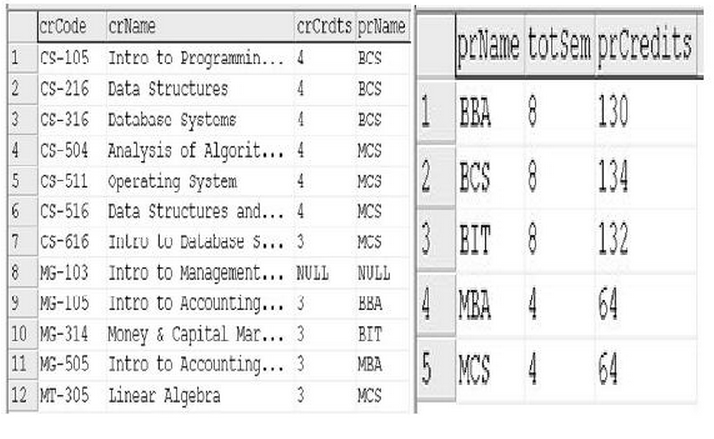 crCode crName crCrdts prName
1 CS-105 Intro to Programmin... 4 BCS
2 CS-216 Data Structures 4 BCS
3 CS-316 Database Systems 4 BCS
4 CS-504 Analysis of Algorit... 4 MCS
5 CS-511 Operating System 4 MCS
6 CS-516 Data Structures and... 4 MCS
7 CS-616 Intro to Database S... 3 MCS
8 MG-103 Intro to Management... NULL NULL
9 MG-105 Intro to Accounting... 3 BBA
10 MG-314 Money & Capital Mar... 3 BIT
11 MG-505 Intro to Accounting... 3 MBA
12 MT-305 Linear Algebra 3 MCS
prName totSem prCredits
1 BBA 8 130
2 BCS 8 134
3 BIT 8 132
4 MBA 4 64
5 MCS 4 64